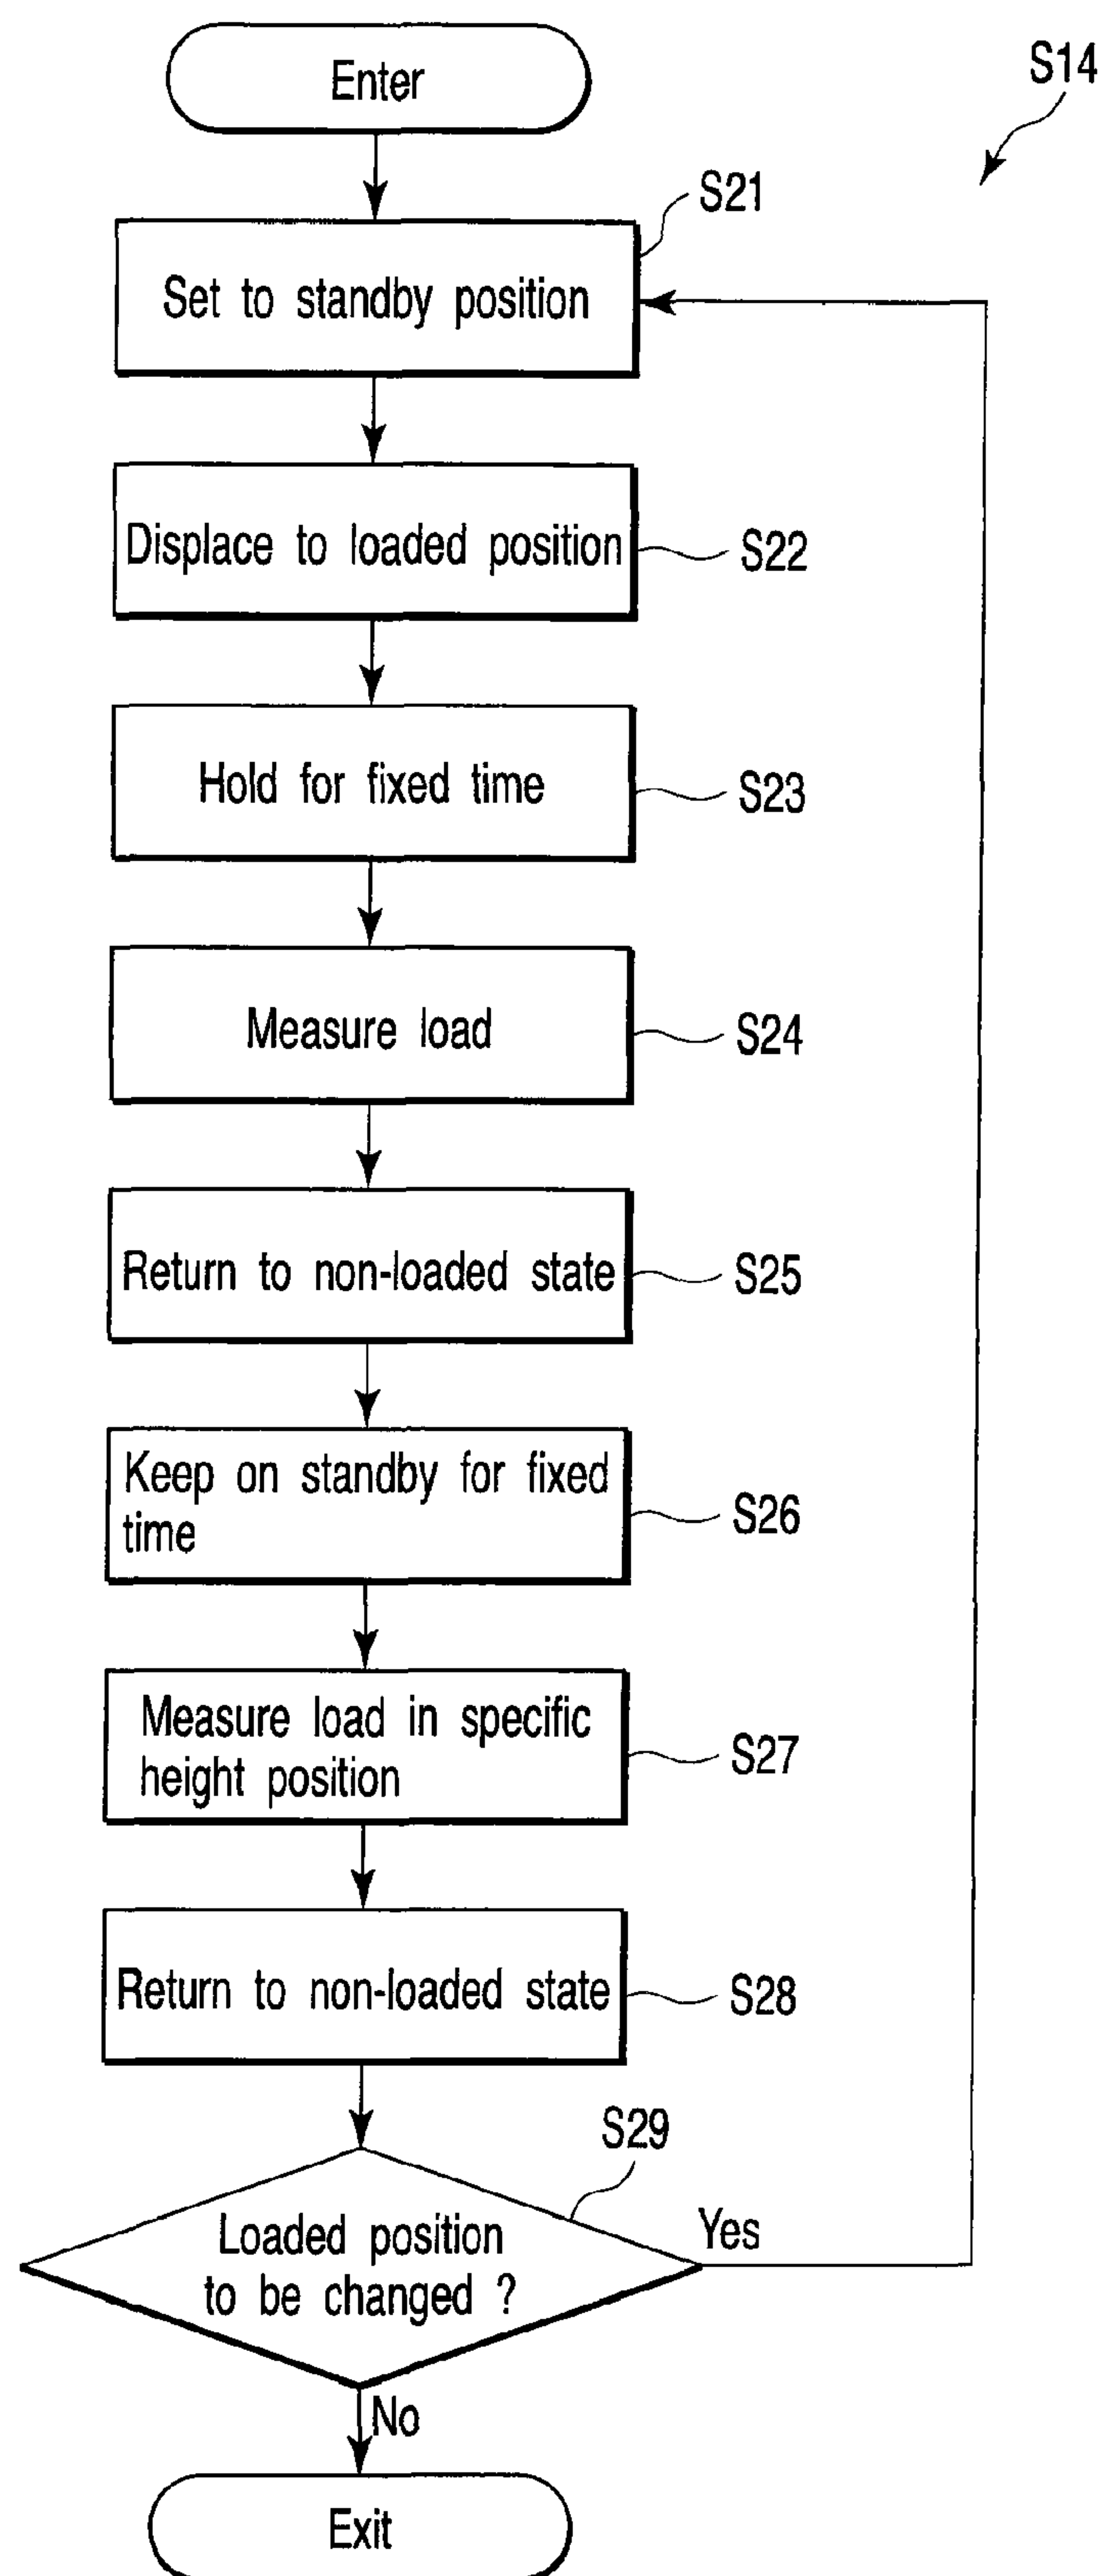 Enter
S14
S21
Set to standby position
Displace to loaded position
S22
Hold for fixed time
S23
Measure load
S24
Return to non-loaded state
S25
Keep on standby for fixed
time
S26
Measure load in specific
height position
S27
Return to non-loaded state
S28
S29
Loaded position
to be changed ?
Yes
No
Exit